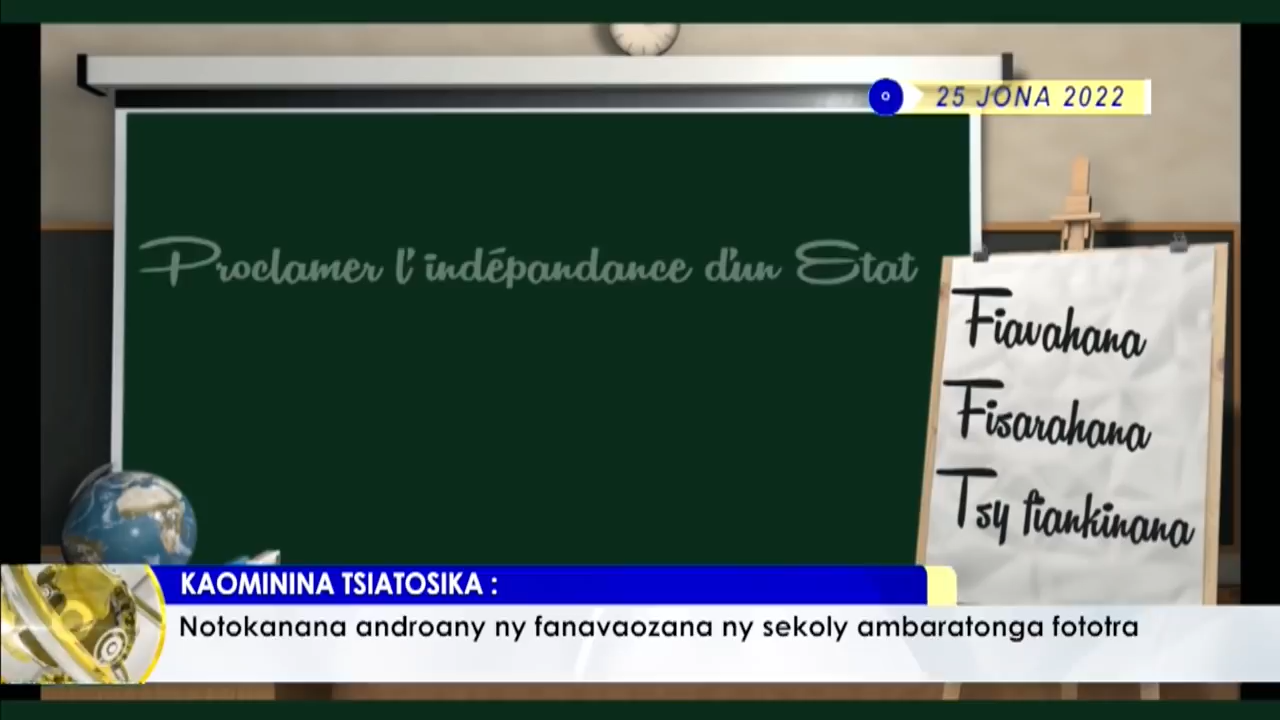 25 JONA 2022
Proclamer l'indépandance d'un Etat
Fiavahana
Fisarahana
Tsy fiankinana
KAOMININA TSIATOSIKA :
Notokanana androany ny fanavaozana ny sekoly ambaratonga fototra